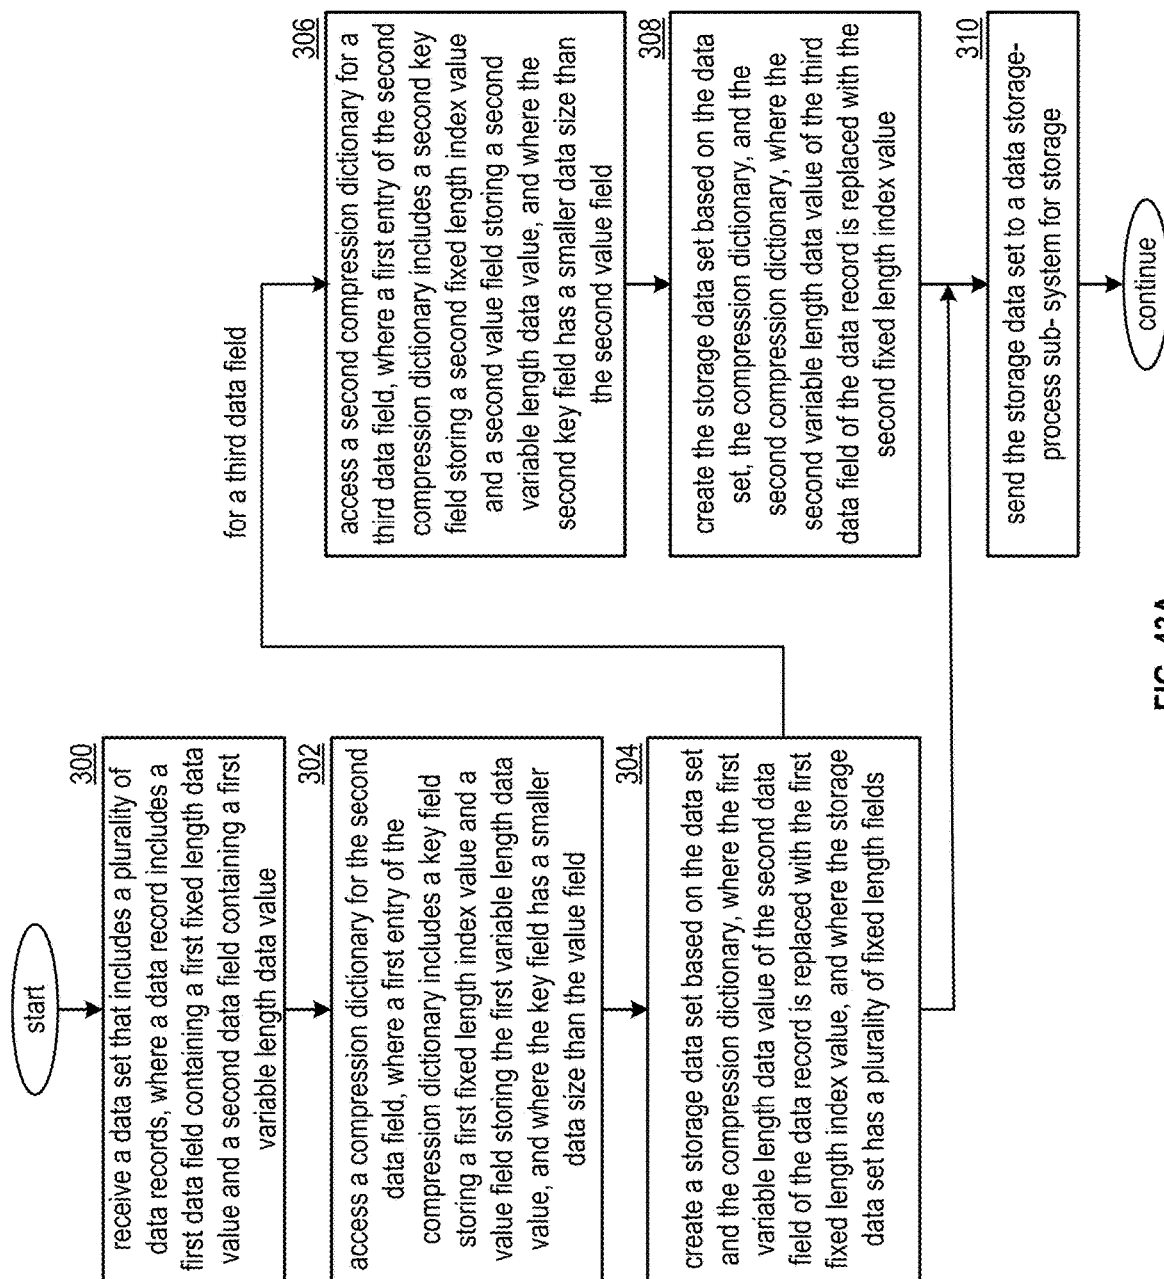 start
300
receive a data set that includes a plurality of
data records, where a data record includes a
first data field containing a first fixed length data
value and a second data field containing a first
variable length data value
302
access a compression dictionary for the second
data field, where a first entry of the
compression dictionary includes a key field
storing a first fixed length index value and a
value field storing the first variable length data
value, and where the key field has a smaller
data size than the value field
304
create a storage data set based on the data set
and the compression dictionary, where the first
variable length data value of the second data
field of the data record is replaced with the first
fixed length index value, and where the storage
data set has a plurality of fixed length fields
for a third data field
306
access a second compression dictionary for a
third data field, where a first entry of the second
compression dictionary includes a second key
field storing a second fixed length index value
and a second value field storing a second
variable length data value, and where the
second key field has a smaller data size than
the second value field
308
create the storage data set based on the data
set, the compression dictionary, and the
second compression dictionary, where the
second variable length data value of the third
data field of the data record is replaced with the
second fixed length index value
310
send the storage data set to a data storage-
process sub- system for storage
continue